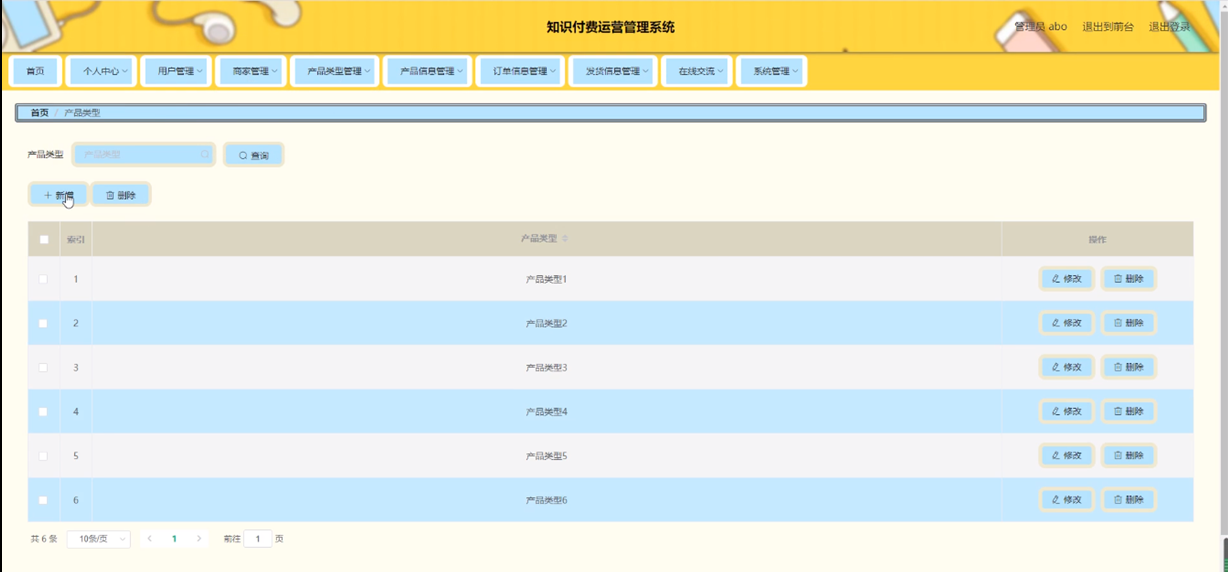 知识付费运营管理系统
管理员 abo 退出到前台 退出登录
首页 个人中心 用户管理 商家管理 产品类型管理 产品信息管理 订单信息管理 发货信息管理 在线交流 系统管理
首页 / 产品类型
产品类型 产品类型 查询
新增 删除
索引 产品类型 操作
1 产品类型1 修改 删除
2 产品类型2 修改 删除
3 产品类型3 修改 删除
4 产品类型4 修改 删除
5 产品类型5 修改 删除
6 产品类型6 修改 删除
共 6 条 10条/页 1 前往 1 页